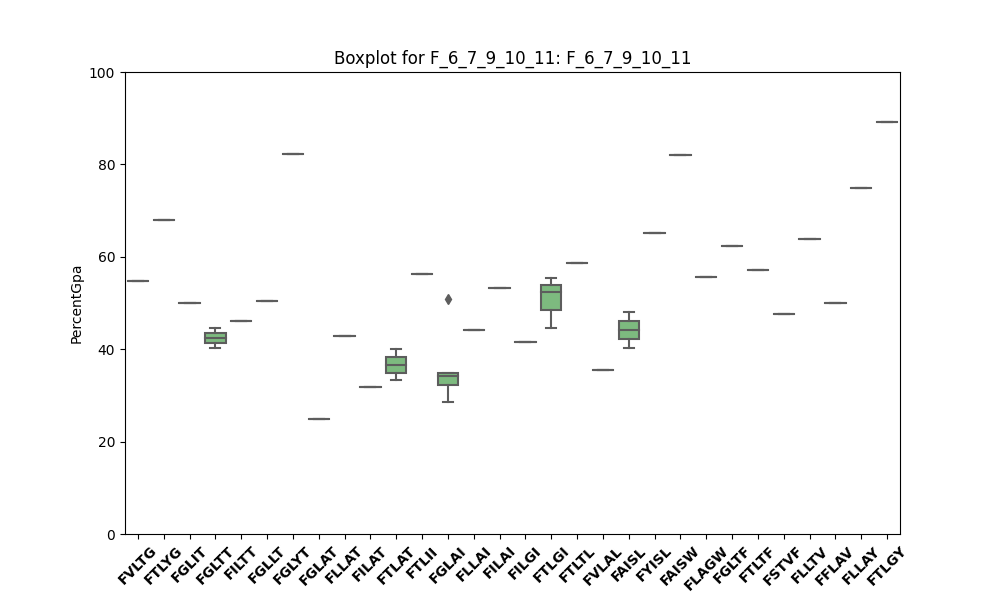 Boxplot for F_6_7_9_10_11: F_6_7_9_10_11
100
80
60
40
20
0
PercentGpa
FVLTG
FTLYG
FGLIT
FGLTT
FILTT
FGLLT
FGLYT
FGLAT
FLLAT
FILAT
FTLAT
FTLII
FGLAI
FLLAI
FILAI
FILGI
FTLGI
FTLTL
FVLAL
FAISL
FYISL
FAISW
FLAGW
FGLTF
FTLTF
FSTVF
FLLTV
FFLAV
FLLAY
FTLGY